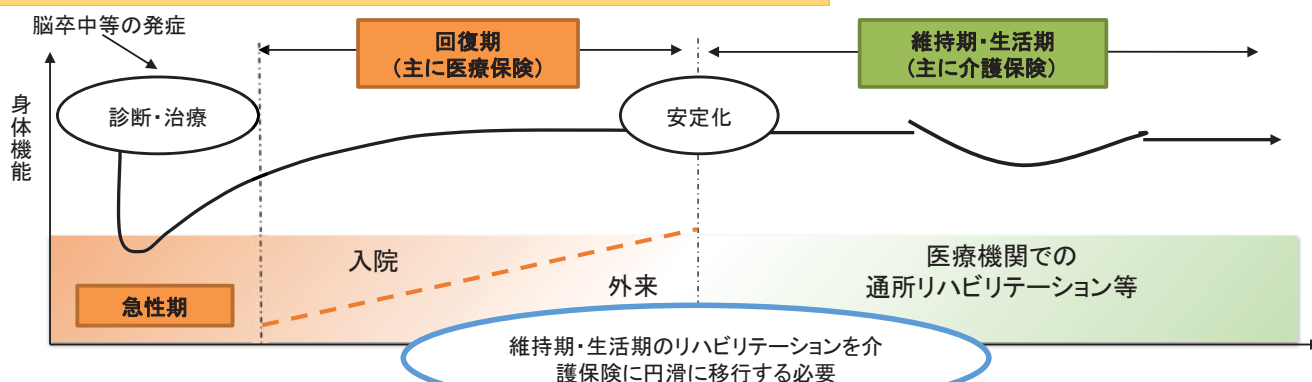 脳卒中等の発症
回復期
(主に医療保険)
維持期・生活期
(主に介護保険)
身体機能
診断・治療
安定化
入院
外来
医療機関での
通所リハビリテーション等
急性期
維持期・生活期のリハビリテーションを介
護保険に円滑に移行する必要